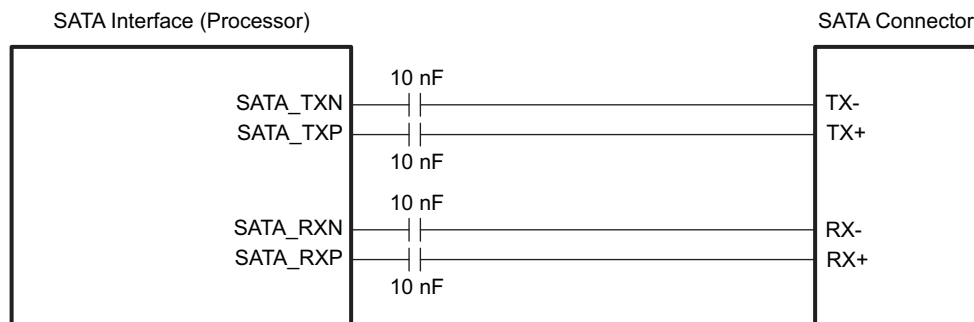 SATA Interface (Processor)
SATA Connector
10 nF
SATA_TXN
TX-
SATA_TXP
TX+
10 nF
10 nF
SATA_RXN
RX-
SATA_RXP
RX+
10 nF